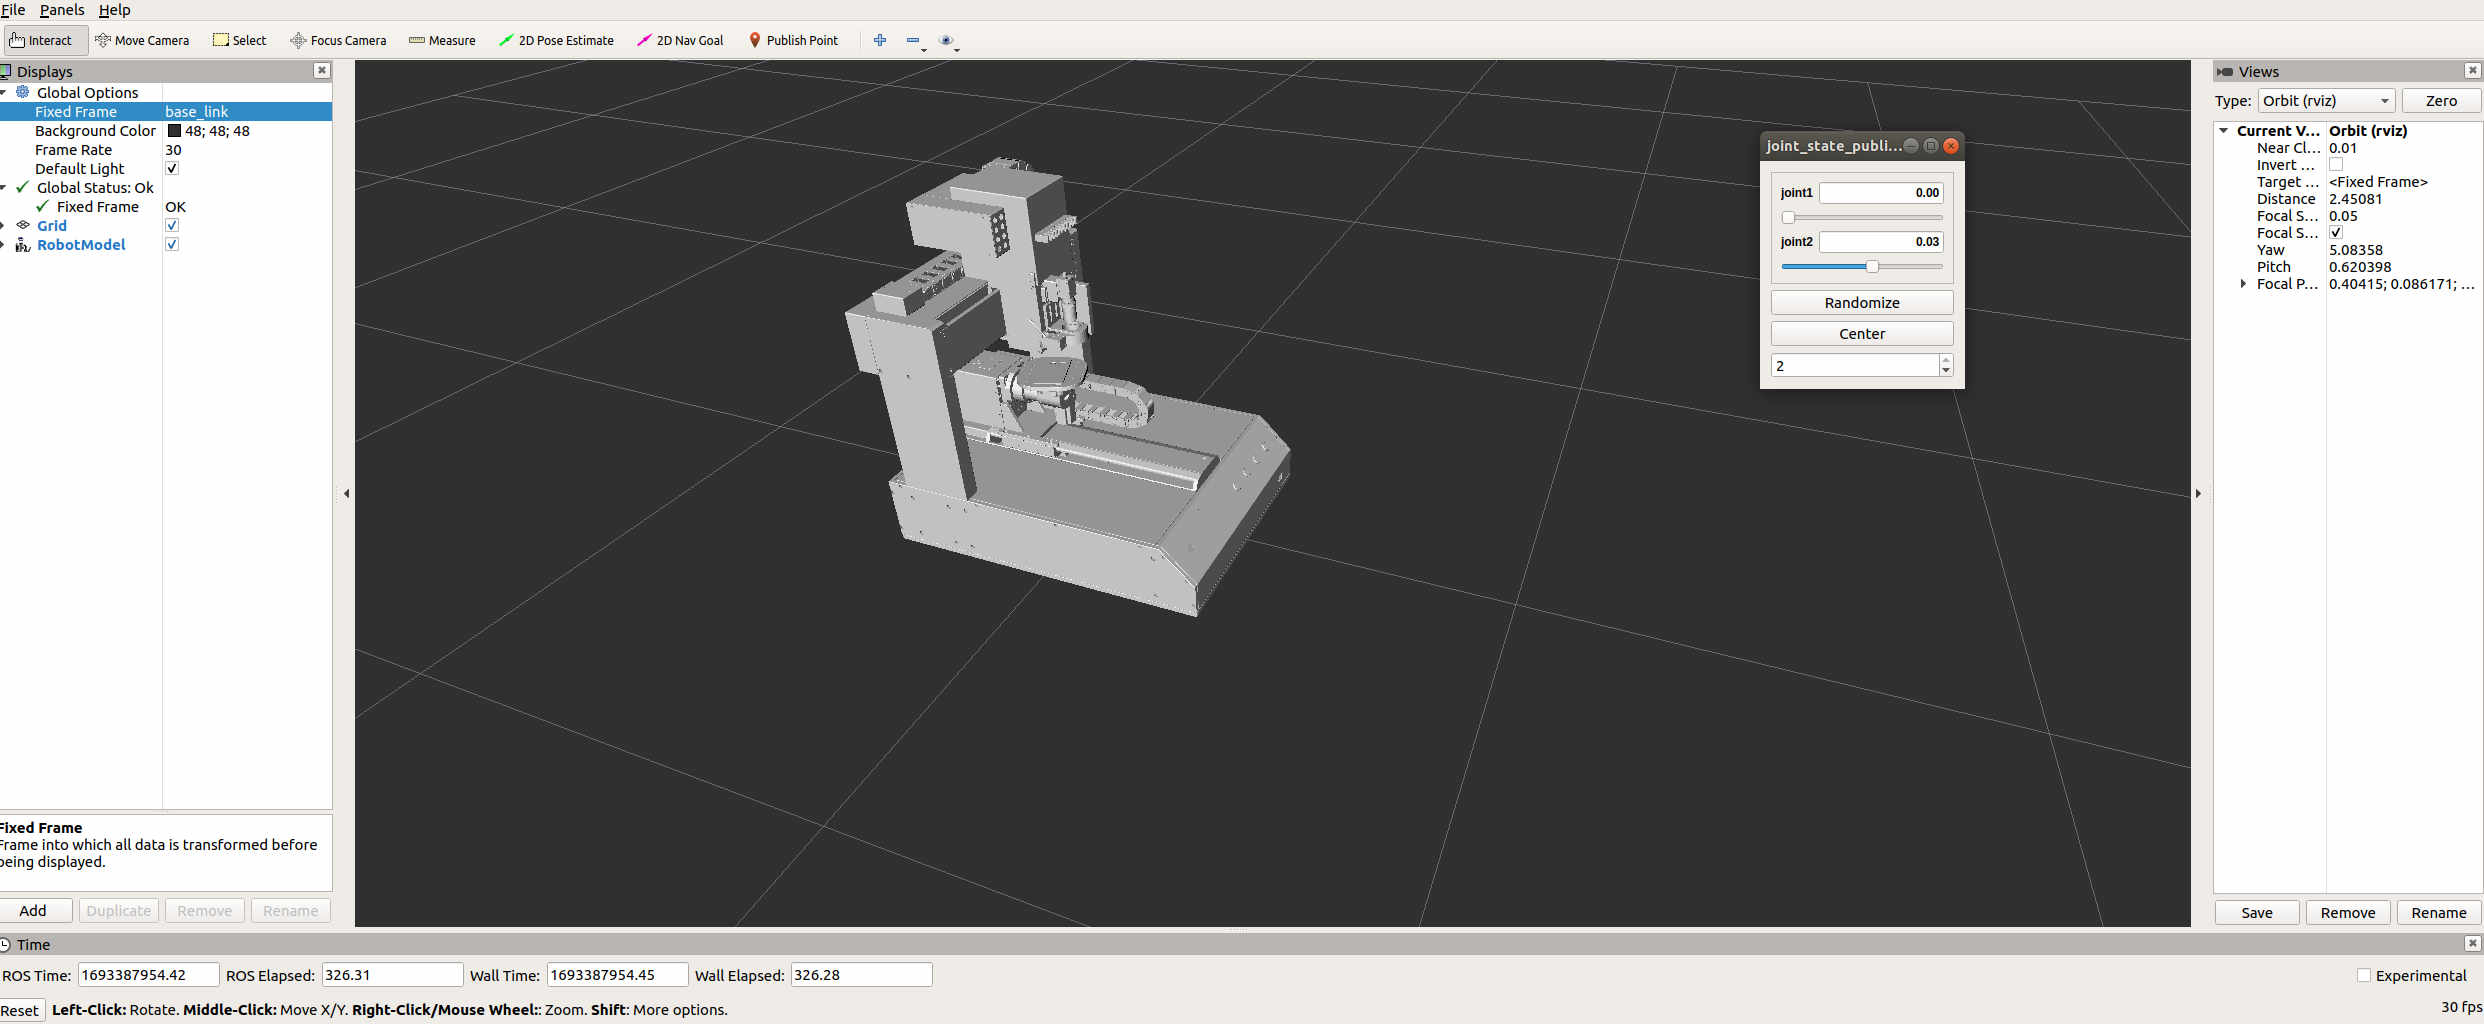 File Panels Help
Interact Move Camera Select Focus Camera Measure 2D Pose Estimate 2D Nav Goal Publish Point
Displays
Global Options
Fixed Frame base_link
Background Color 48; 48; 48
Frame Rate 30
Default Light
Global Status: Ok
Fixed Frame OK
Grid
RobotModel
Fixed Frame
Frame into which all data is transformed before
being displayed.
Add Duplicate Remove Rename
joint_state_publi...
joint1 0.00
joint2 0.03
Randomize
Center
2
Views
Type: Orbit (rviz) Zero
Current V... Orbit (rviz)
Near Cl... 0.01
Invert ...
Target ... <Fixed Frame>
Distance 2.45081
Focal S... 0.05
Focal S...
Yaw 5.08358
Pitch 0.620398
Focal P... 0.40415; 0.086171; ...
Save Remove Rename
Time
ROS Time: 1693387954.42 ROS Elapsed: 326.31 Wall Time: 1693387954.45 Wall Elapsed: 326.28 Experimental
Reset Left-Click: Rotate. Middle-Click: Move X/Y. Right-Click/Mouse Wheel:: Zoom. Shift: More options. 30 fps